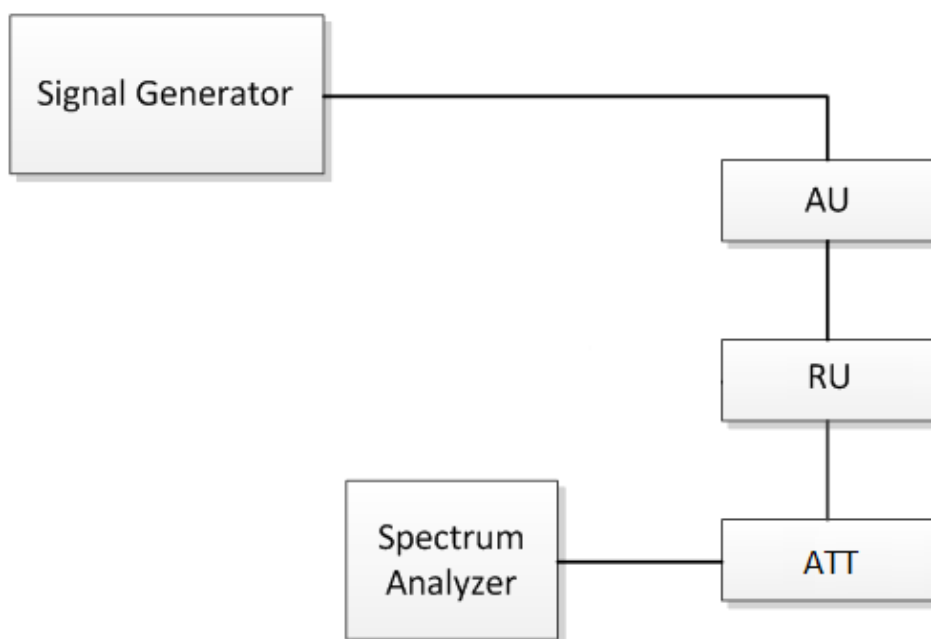 Signal Generator
AU
RU
Spectrum
Analyzer
ATT